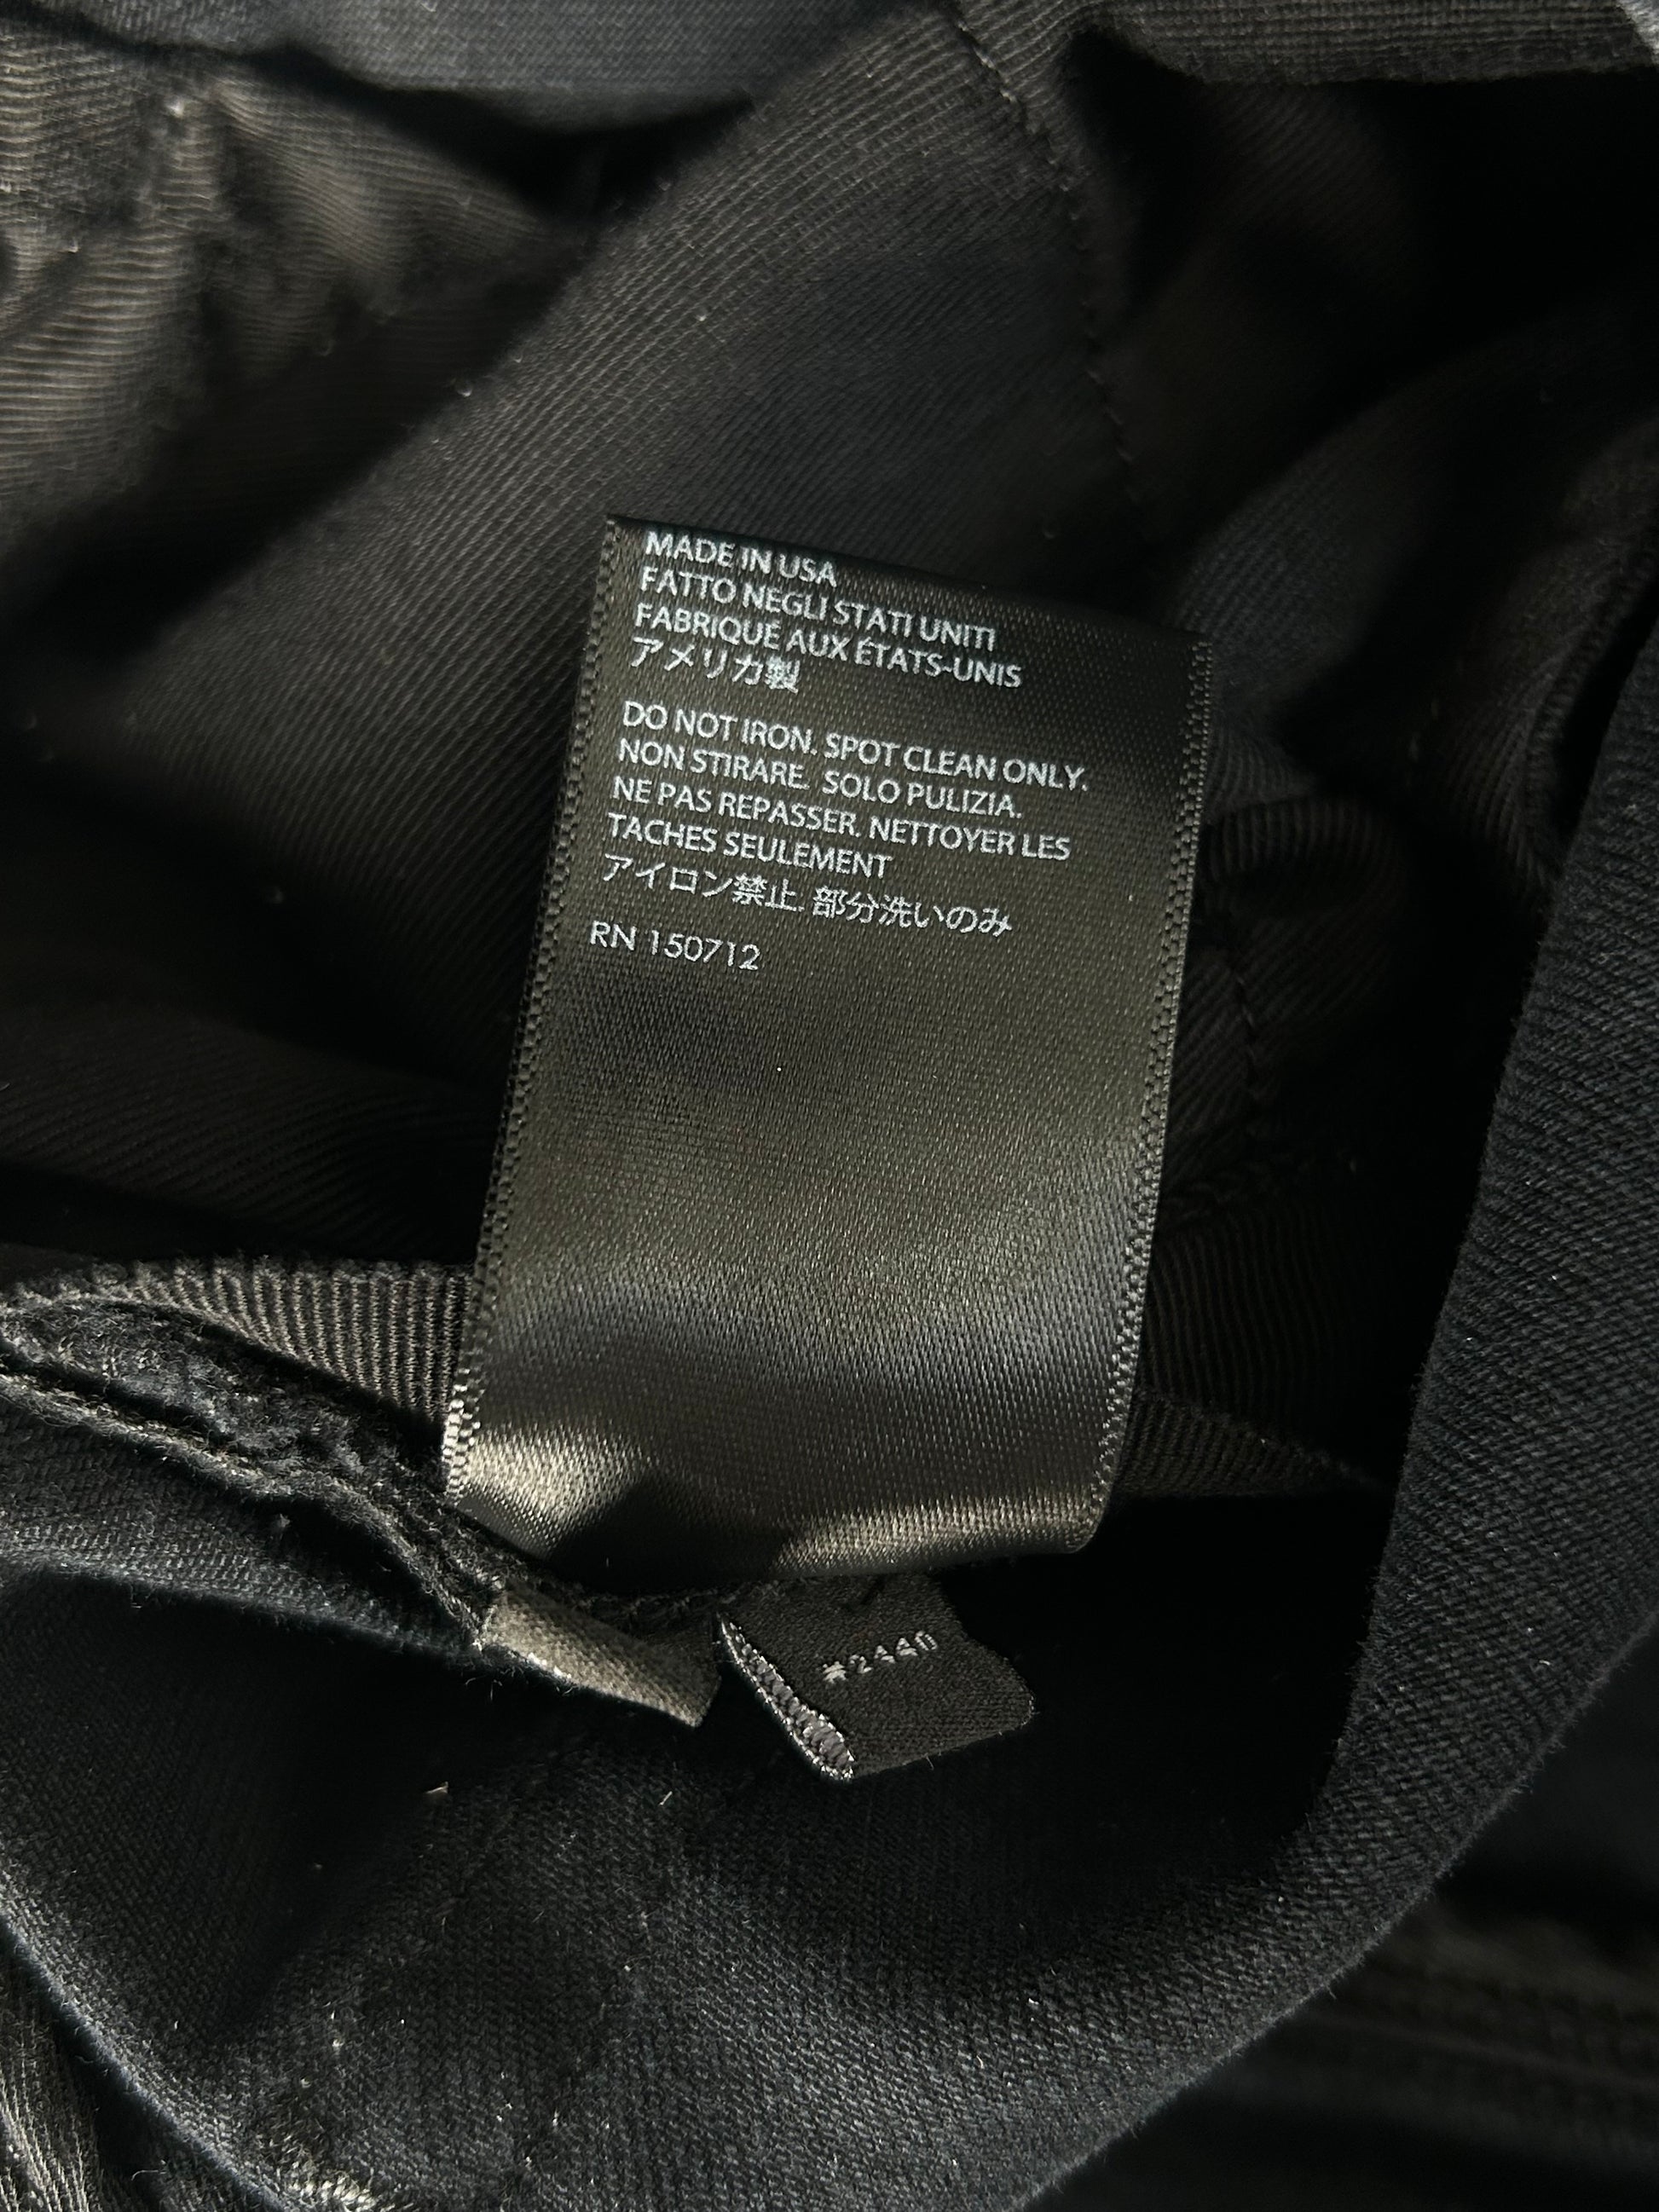 MADE IN USA
FATTO NEGLI STATI UNITI
FABRIQUÉ AUX ÉTATS-UNIS
アメリカ製
DO NOT IRON. SPOT CLEAN ONLY.
NON STIRARE. SOLO PULIZIA.
NE PAS REPASSER. NETTOYER LES
TACHES SEULEMENT
アイロン禁止. 部分洗いのみ
RN 150712
#2440